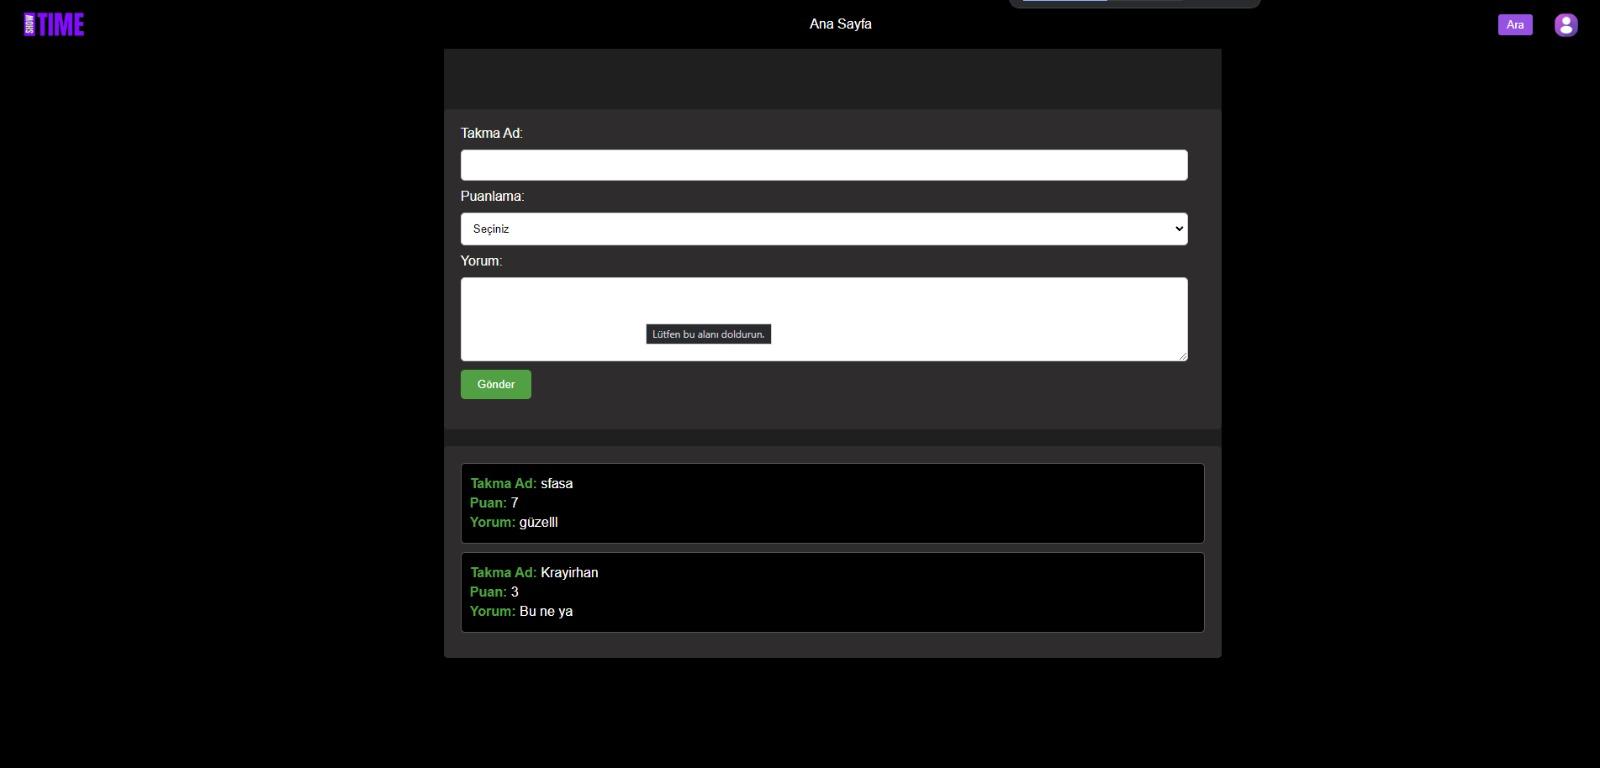 SHOW TIME
Ana Sayfa
Ara
Takma Ad:
Puanlama:
Seçiniz
Yorum:
Lütfen bu alanı doldurun.
Gönder
Takma Ad: sfasa
Puan: 7
Yorum: güzelll
Takma Ad: Krayirhan
Puan: 3
Yorum: Bu ne ya